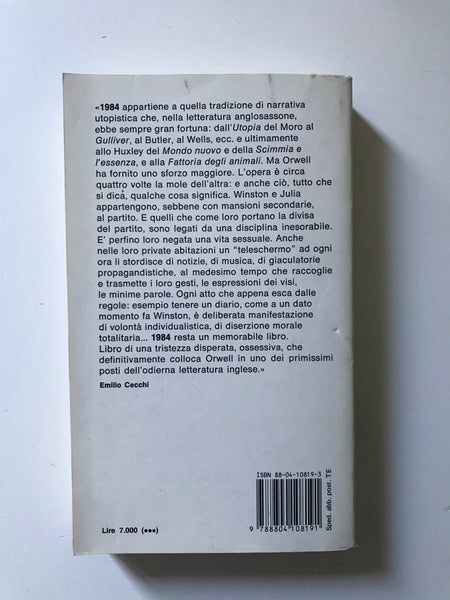 «1984 appartiene a quella tradizione di narrativa
utopistica che, nella letteratura anglosassone,
ebbe sempre gran fortuna: dall'Utopia del Moro al
Gulliver, al Butler, al Wells, ecc. e ultimamente
allo Huxley del Mondo nuovo e della Scimmia e
l'essenza, e alla Fattoria degli animali. Ma Orwell
ha fornito uno sforzo maggiore. L'opera è circa
quattro volte la mole dell'altra: e anche ciò, tutto che
si dica, qualche cosa significa. Winston e Julia
appartengono, sebbene con mansioni secondarie,
al partito. E quelli che come loro portano la divisa
del partito, sono legati da una disciplina inesorabile.
E' perfino loro negata una vita sessuale. Anche
nelle loro private abitazioni un "teleschermo" ad ogni
ora li stordisce di notizie, di musica, di giaculatorie
propagandistiche, al medesimo tempo che raccoglie
e trasmette i loro gesti, le espressioni dei visi,
le minime parole. Ogni atto che appena esca dalle
regole: esempio tenere un diario, come a un dato
momento fa Winston, è deliberata manifestazione
di volontà individualistica, di diserzione morale
totalitaria... 1984 resta un memorabile libro.
Libro di una tristezza disperata, ossessiva, che
definitivamente colloca Orwell in uno dei primissimi
posti dell'odierna letteratura inglese.»
Emilio Cecchi
ISBN 88-04-10819-3
9 788804 108191
Sped. abb. post. TE
Lire 7.000 (•••)